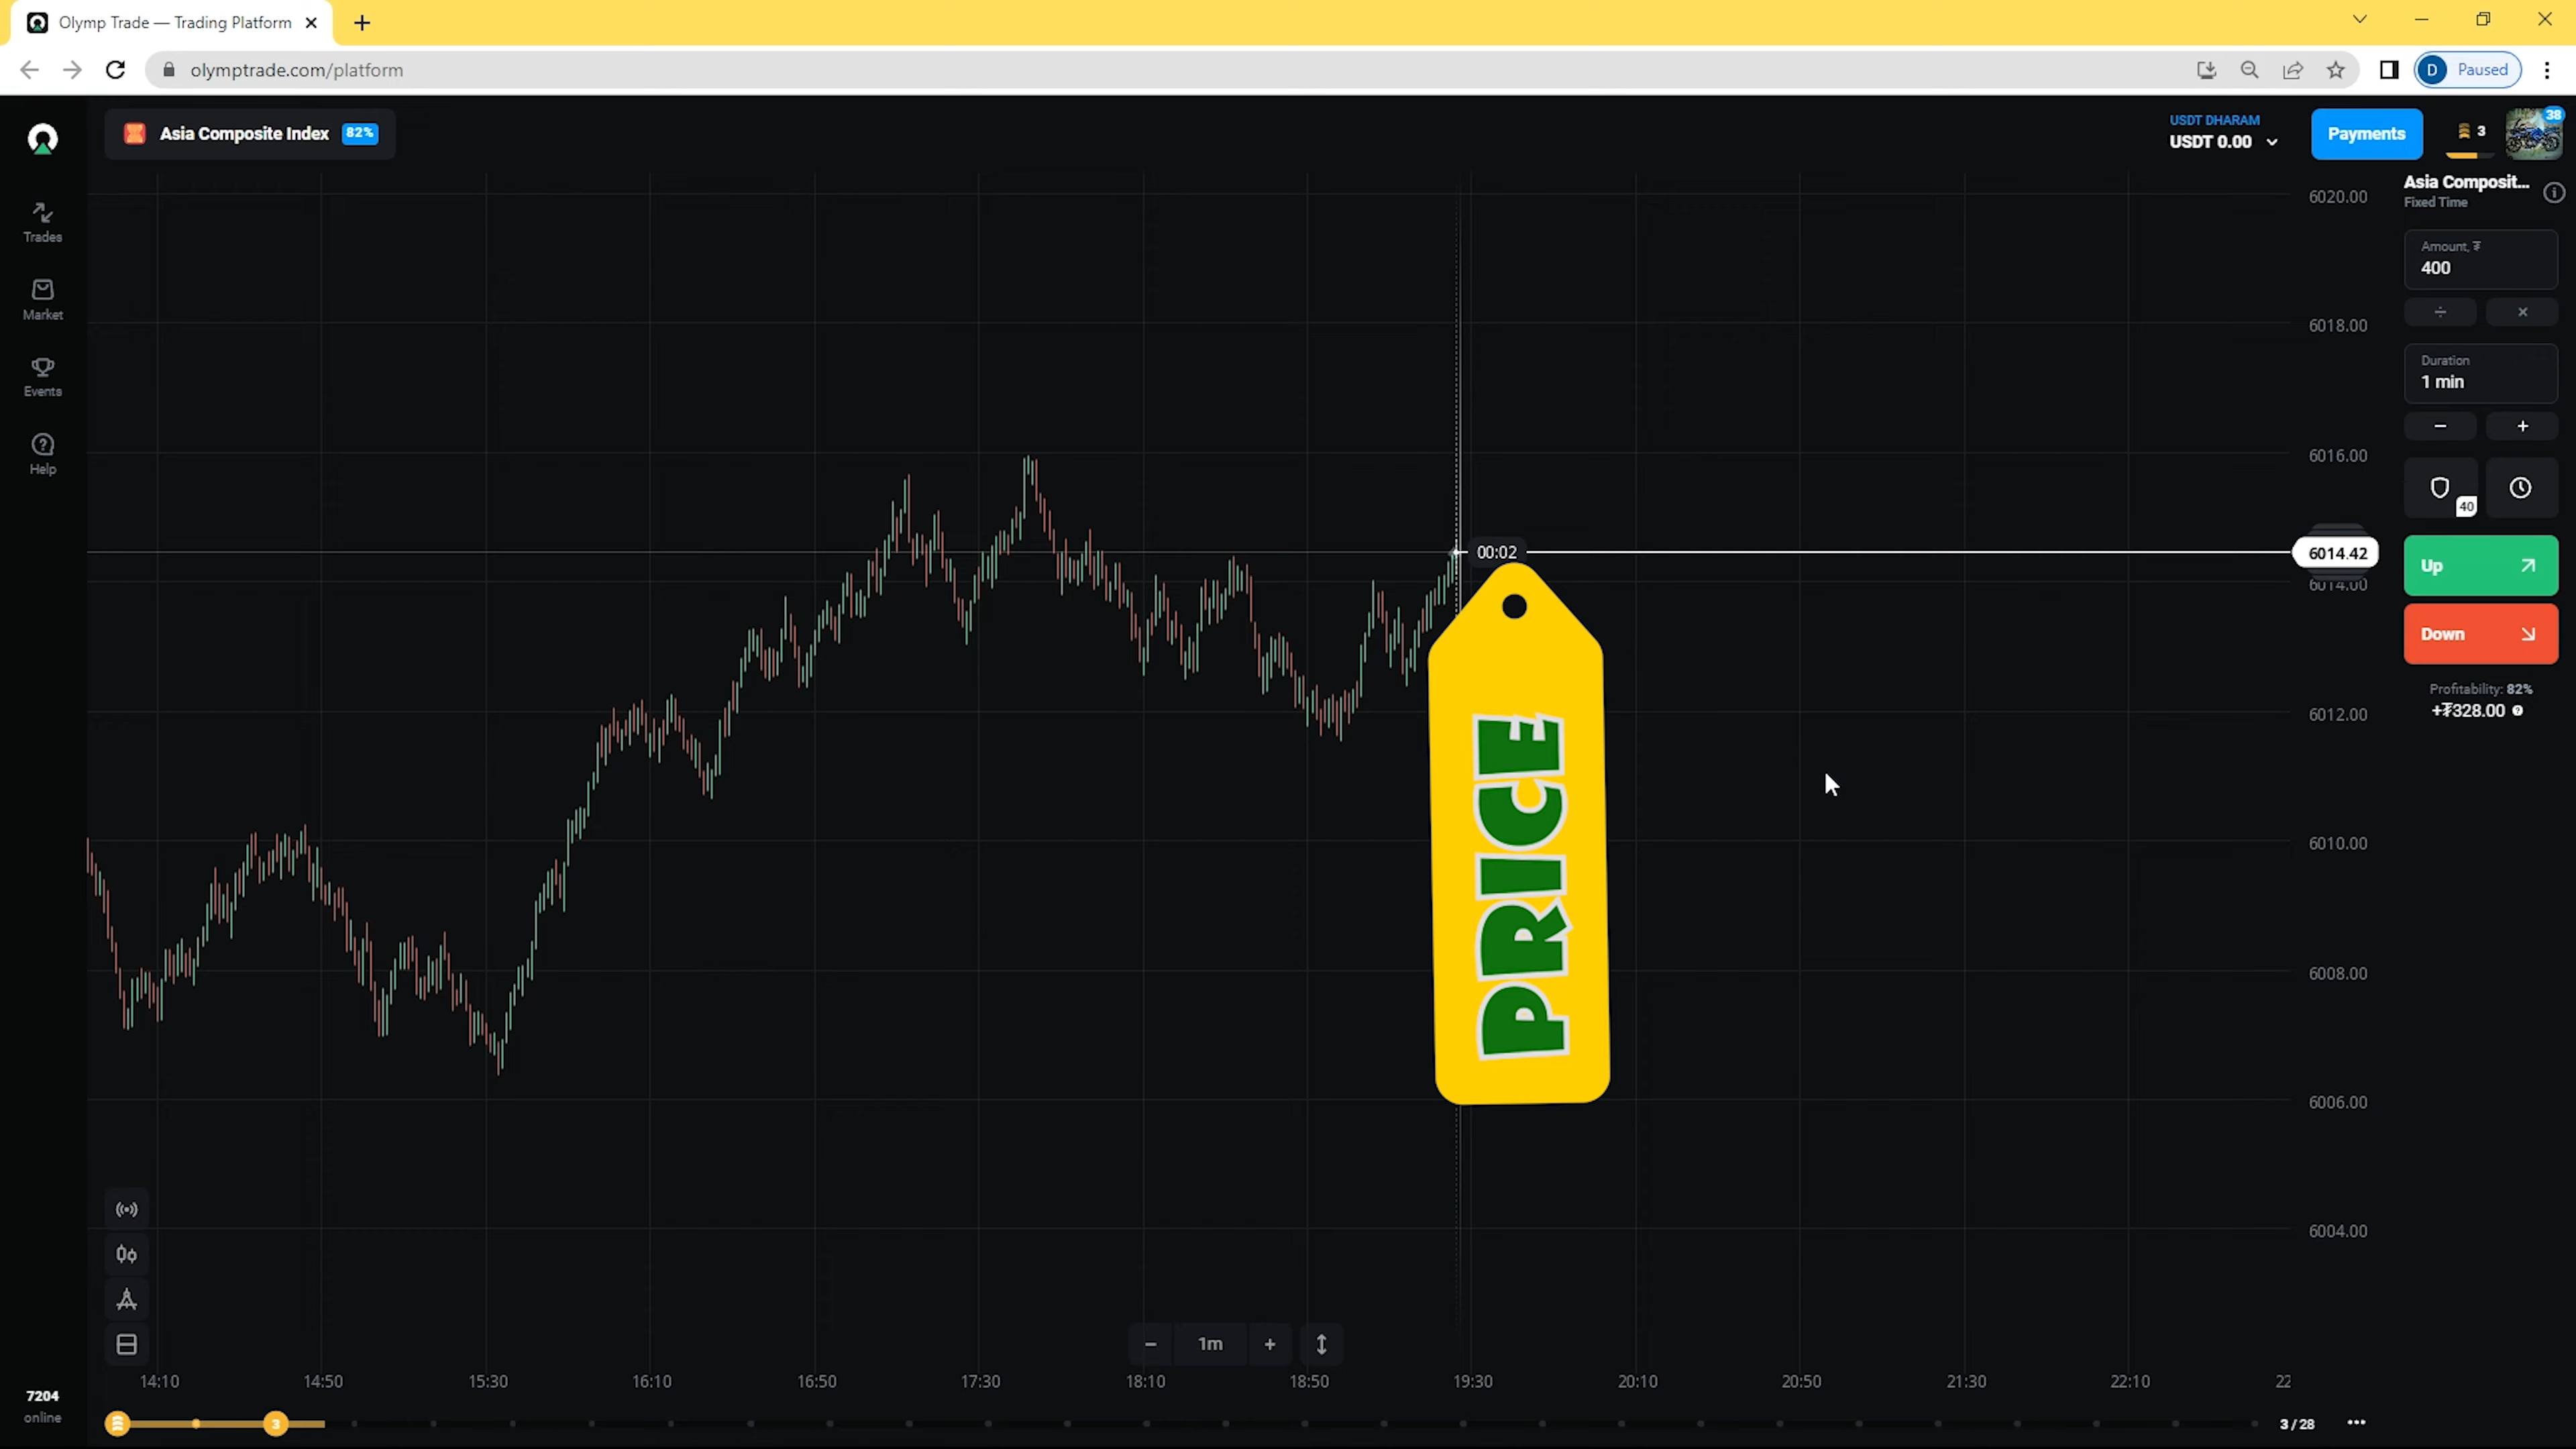 Olymp Trade — Trading Platform
olymptrade.com/platform
D Paused
Asia Composite Index 82%
USDT DHARAM
USDT 0.00
Payments
3
38
Trades
Market
Events
Help
Asia Composit...
Fixed Time
Amount, ₮
400
÷ ×
Duration
1 min
− +
40
Up
Down
Profitability: 82%
+₮328.00
6020.00
6018.00
6016.00
00:02
6014.42
6014.00
6012.00
6010.00
6008.00
6006.00
6004.00
PRICE
− 1m +
14:10 14:50 15:30 16:10 16:50 17:30 18:10 18:50 19:30 20:10 20:50 21:30 22:10 22
7204
online
3
3 / 28